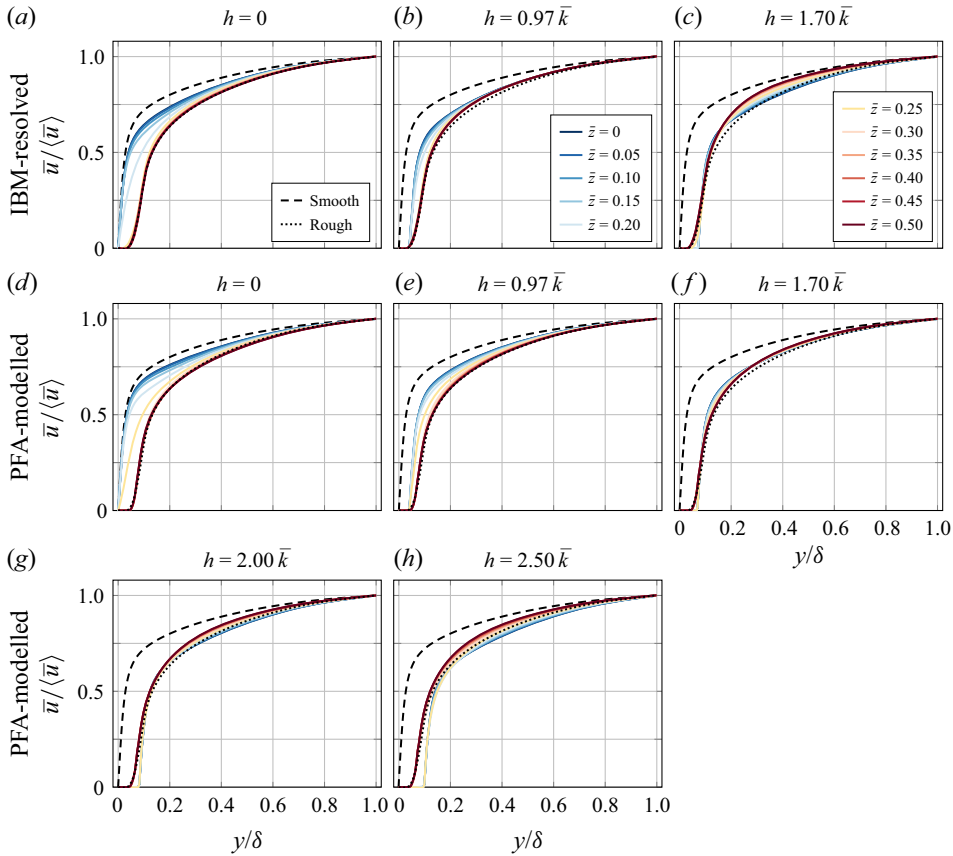 (a) h = 0 (b) h = 0.97 k̅ (c) h = 1.70 k̅
IBM-resolved
u̅/⟨u̅⟩
1.0
0.5
0
Smooth
Rough
z̅ = 0
z̅ = 0.05
z̅ = 0.10
z̅ = 0.15
z̅ = 0.20
z̅ = 0.25
z̅ = 0.30
z̅ = 0.35
z̅ = 0.40
z̅ = 0.45
z̅ = 0.50
(d) h = 0 (e) h = 0.97 k̅ (f) h = 1.70 k̅
PFA-modelled
u̅/⟨u̅⟩
1.0
0.5
0
0 0.2 0.4 0.6 0.8 1.0
y/δ
(g) h = 2.00 k̅ (h) h = 2.50 k̅
PFA-modelled
u̅/⟨u̅⟩
1.0
0.5
0
0 0.2 0.4 0.6 0.8 1.0 0 0.2 0.4 0.6 0.8 1.0
y/δ y/δ